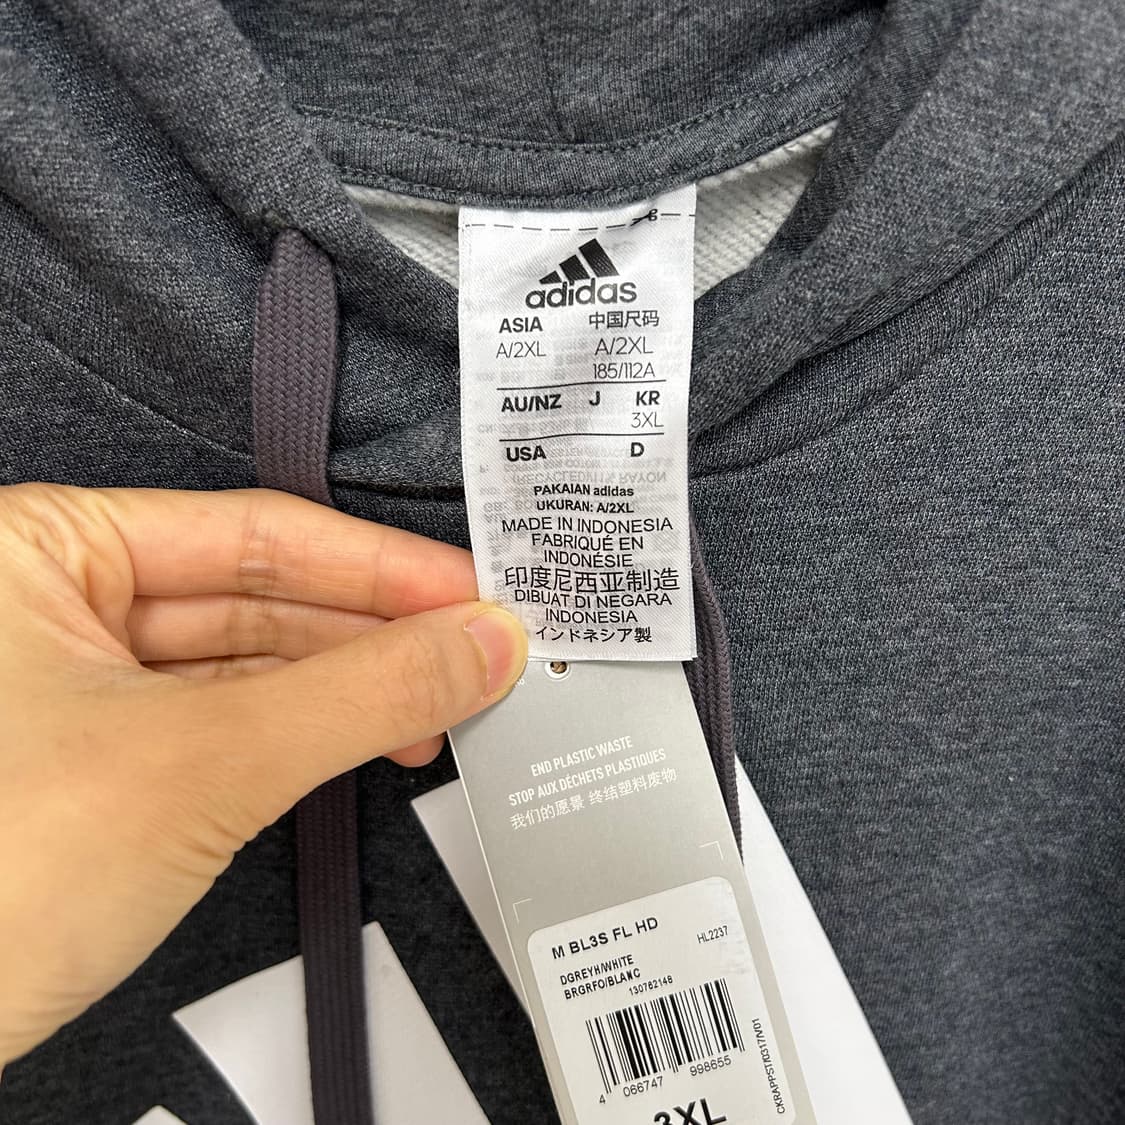 adidas
ASIA 中国尺码
A/2XL A/2XL
185/112A
AU/NZ J KR
3XL
USA D
PAKAIAN adidas
UKURAN: A/2XL
MADE IN INDONESIA
FABRIQUÉ EN
INDONÉSIE
印度尼西亚制造
DIBUAT DI NEGARA
INDONESIA
インドネシア製
END PLASTIC WASTE
STOP AUX DÉCHETS PLASTIQUES
我们的愿景 终结塑料废物
M BL3S FL HD HL2237
DGREYH/WHITE
BRGRFO/BLANC
130762148
4 066747 998655
3XL